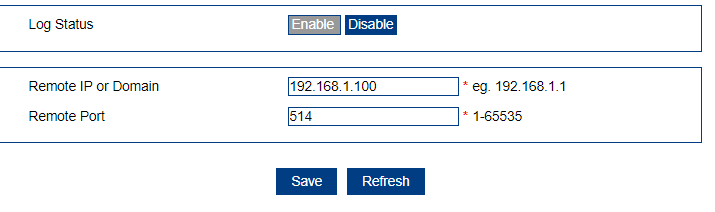 Log Status Enable Disable
Remote IP or Domain 192.168.1.100 * eg. 192.168.1.1
Remote Port 514 * 1-65535
Save Refresh